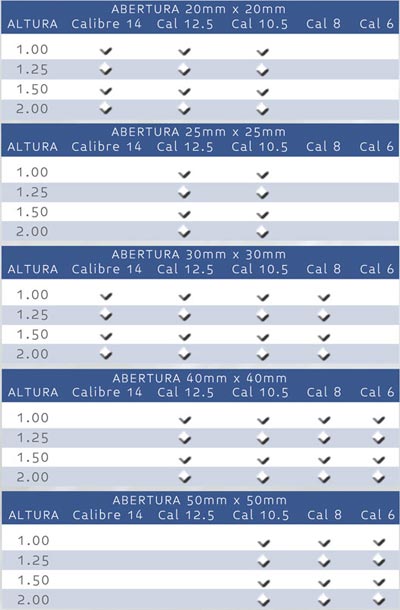 ABERTURA 20mm x 20mm
ALTURA Calibre 14 Cal 12.5 Cal 10.5 Cal 8 Cal 6
1.00 ✓ ✓ ✓
1.25 ✓ ✓ ✓
1.50 ✓ ✓ ✓
2.00 ✓ ✓ ✓
ABERTURA 25mm x 25mm
ALTURA Calibre 14 Cal 12.5 Cal 10.5 Cal 8 Cal 6
1.00 ✓ ✓
1.25 ✓ ✓
1.50 ✓ ✓
2.00 ✓ ✓
ABERTURA 30mm x 30mm
ALTURA Calibre 14 Cal 12.5 Cal 10.5 Cal 8 Cal 6
1.00 ✓ ✓ ✓ ✓
1.25 ✓ ✓ ✓ ✓
1.50 ✓ ✓ ✓ ✓
2.00 ✓ ✓ ✓ ✓
ABERTURA 40mm x 40mm
ALTURA Calibre 14 Cal 12.5 Cal 10.5 Cal 8 Cal 6
1.00 ✓ ✓ ✓ ✓
1.25 ✓ ✓ ✓ ✓
1.50 ✓ ✓ ✓ ✓
2.00 ✓ ✓ ✓ ✓
ABERTURA 50mm x 50mm
ALTURA Calibre 14 Cal 12.5 Cal 10.5 Cal 8 Cal 6
1.00 ✓ ✓ ✓
1.25 ✓ ✓ ✓
1.50 ✓ ✓ ✓
2.00 ✓ ✓ ✓